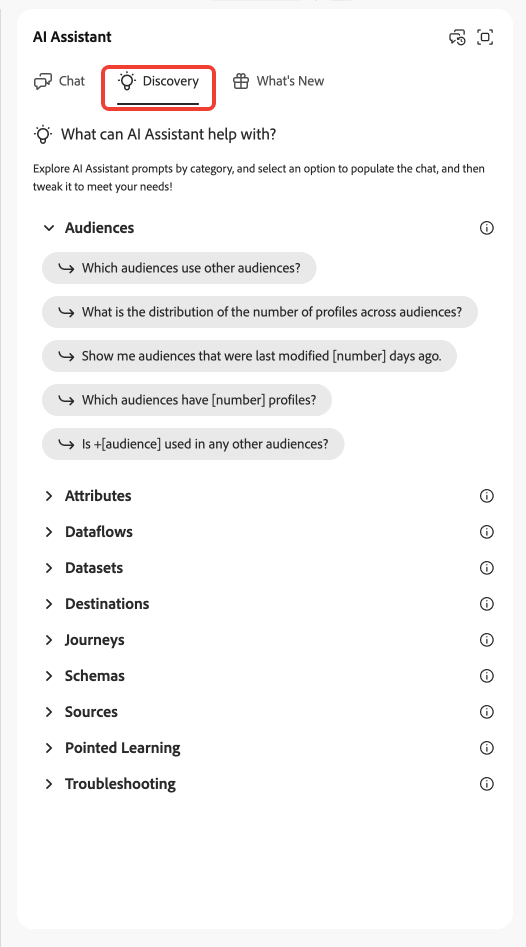 AI Assistant
Chat
Discovery
What's New
What can AI Assistant help with?
Explore AI Assistant prompts by category, and select an option to populate the chat, and then
tweak it to meet your needs!
Audiences
Which audiences use other audiences?
What is the distribution of the number of profiles across audiences?
Show me audiences that were last modified [number] days ago.
Which audiences have [number] profiles?
Is +[audience] used in any other audiences?
Attributes
Dataflows
Datasets
Destinations
Journeys
Schemas
Sources
Pointed Learning
Troubleshooting